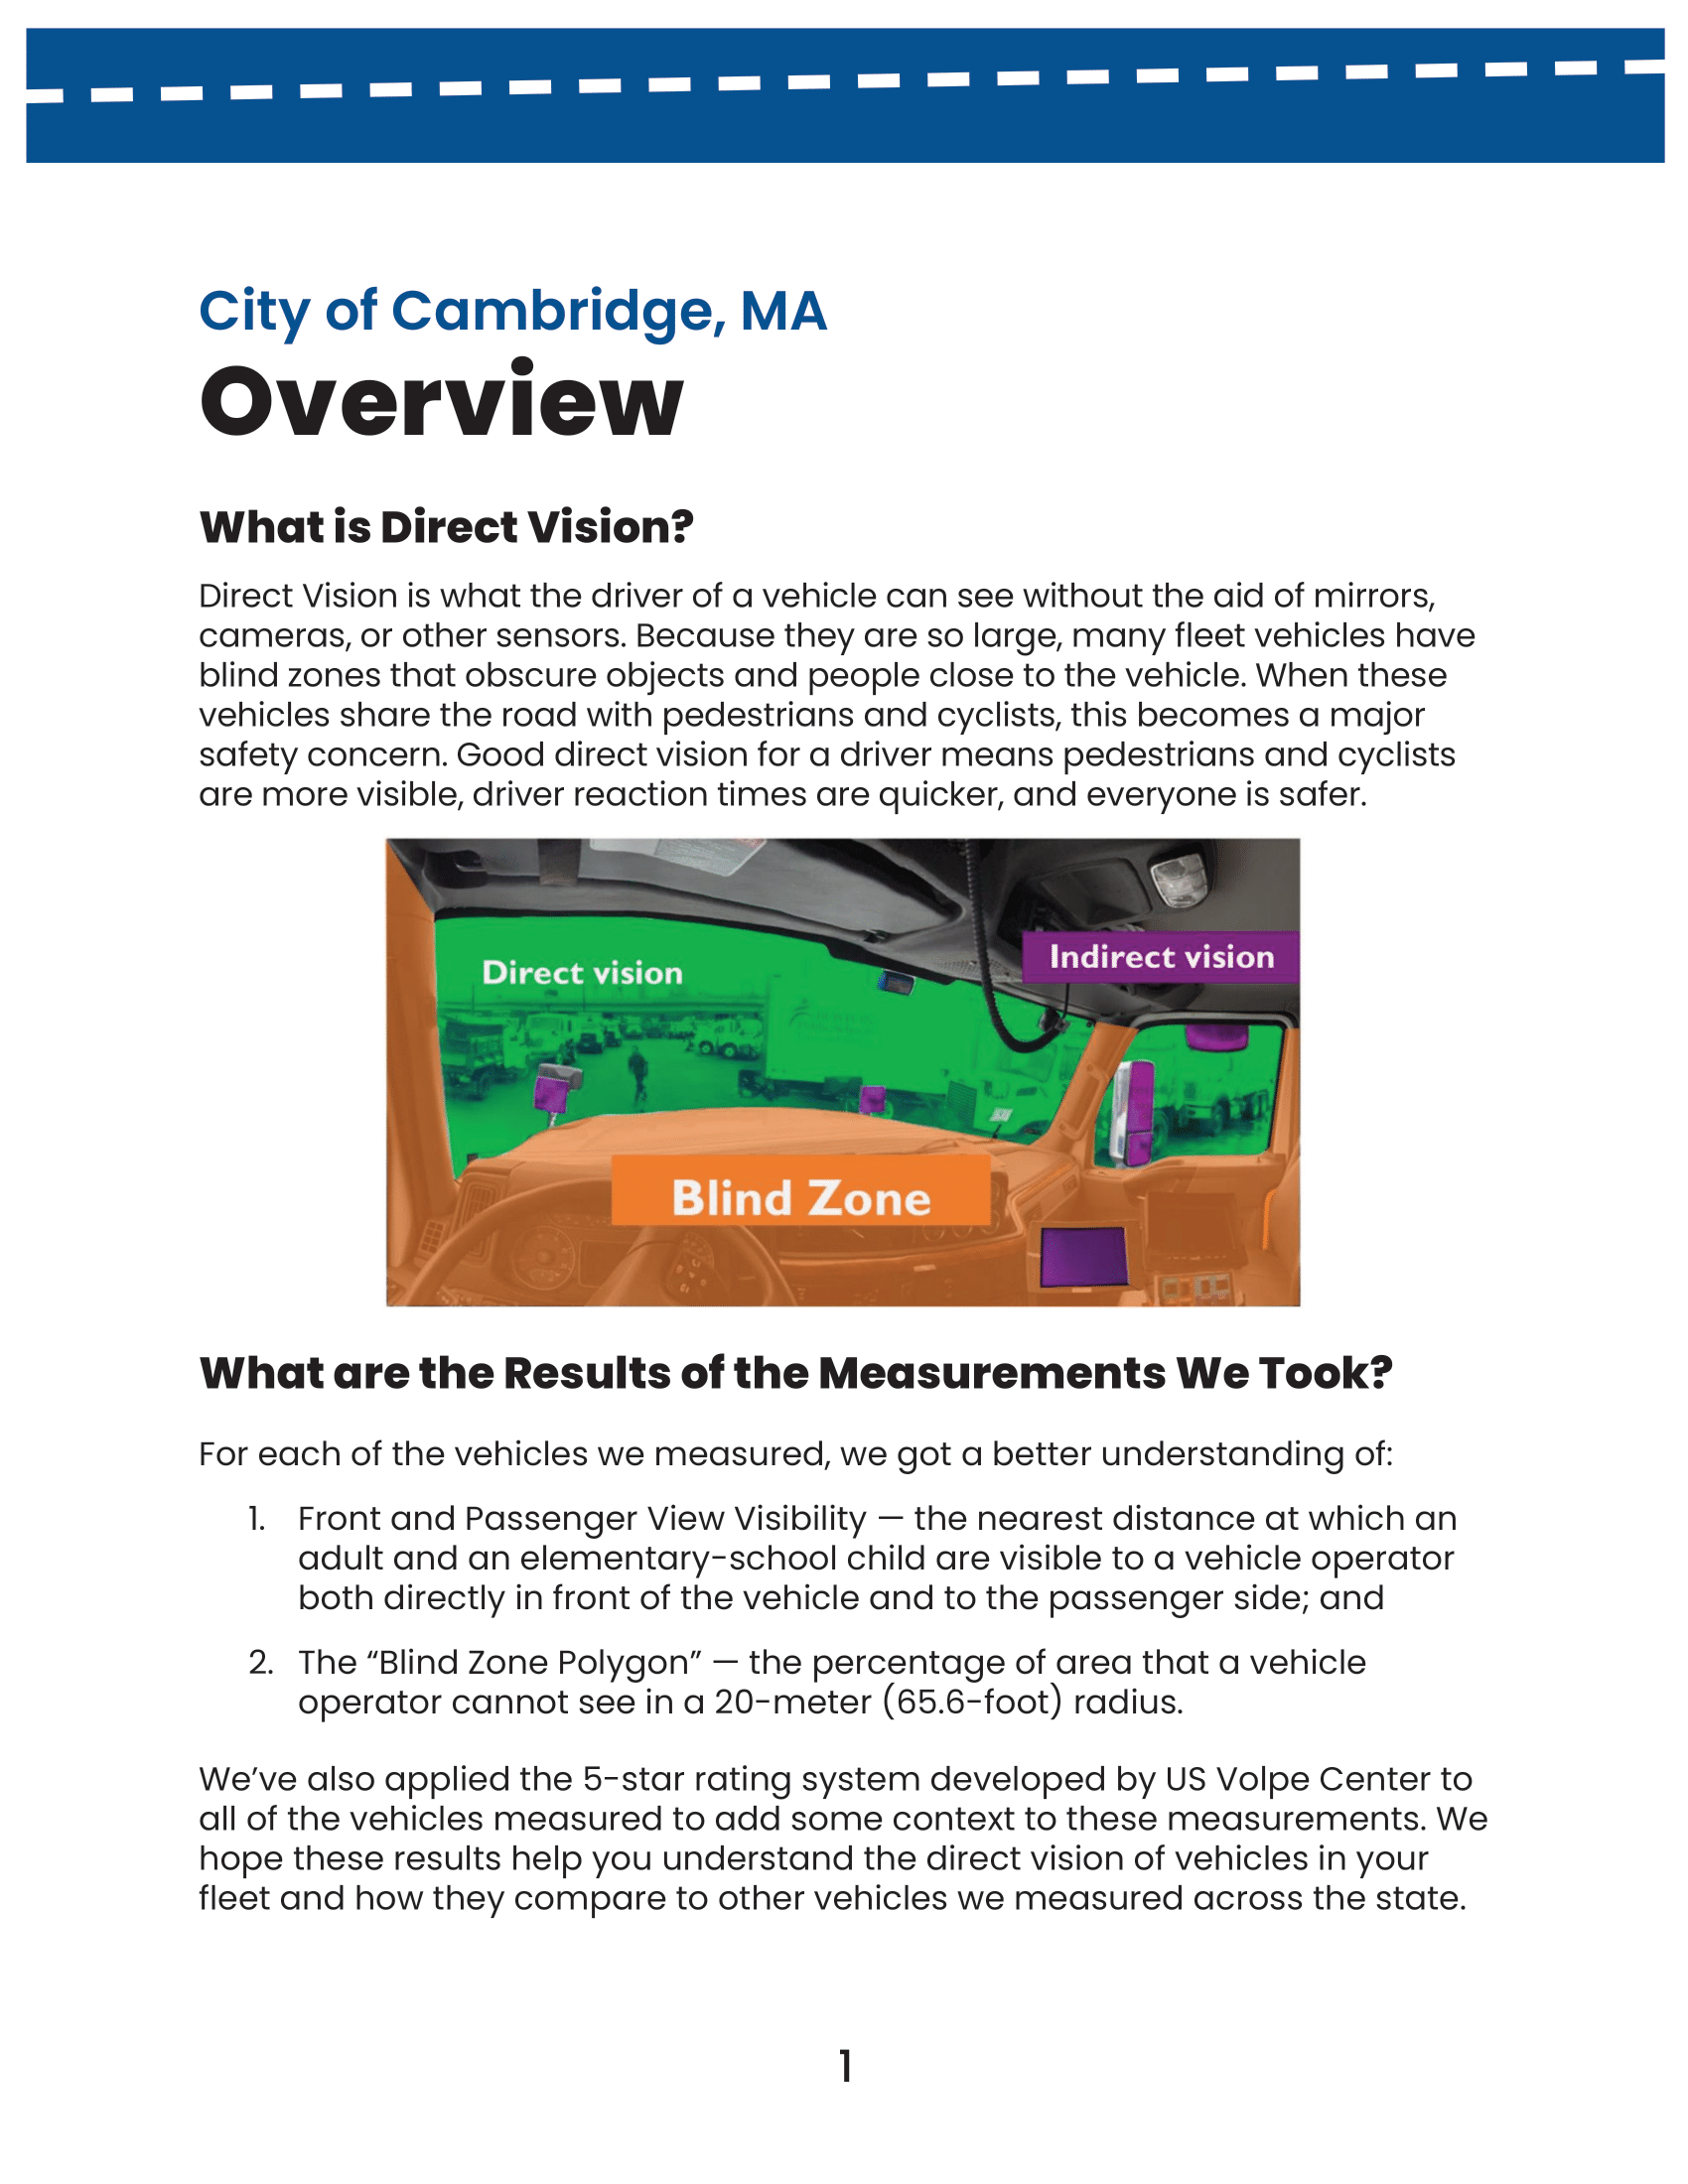 City of Cambridge, MA
Overview
What is Direct Vision?
Direct Vision is what the driver of a vehicle can see without the aid of mirrors,
cameras, or other sensors. Because they are so large, many fleet vehicles have
blind zones that obscure objects and people close to the vehicle. When these
vehicles share the road with pedestrians and cyclists, this becomes a major
safety concern. Good direct vision for a driver means pedestrians and cyclists
are more visible, driver reaction times are quicker, and everyone is safer.
Direct vision
Indirect vision
Blind Zone
What are the Results of the Measurements We Took?
For each of the vehicles we measured, we got a better understanding of:
1. Front and Passenger View Visibility — the nearest distance at which an
adult and an elementary-school child are visible to a vehicle operator
both directly in front of the vehicle and to the passenger side; and
2. The “Blind Zone Polygon” — the percentage of area that a vehicle
operator cannot see in a 20-meter (65.6-foot) radius.
We’ve also applied the 5-star rating system developed by US Volpe Center to
all of the vehicles measured to add some context to these measurements. We
hope these results help you understand the direct vision of vehicles in your
fleet and how they compare to other vehicles we measured across the state.
1